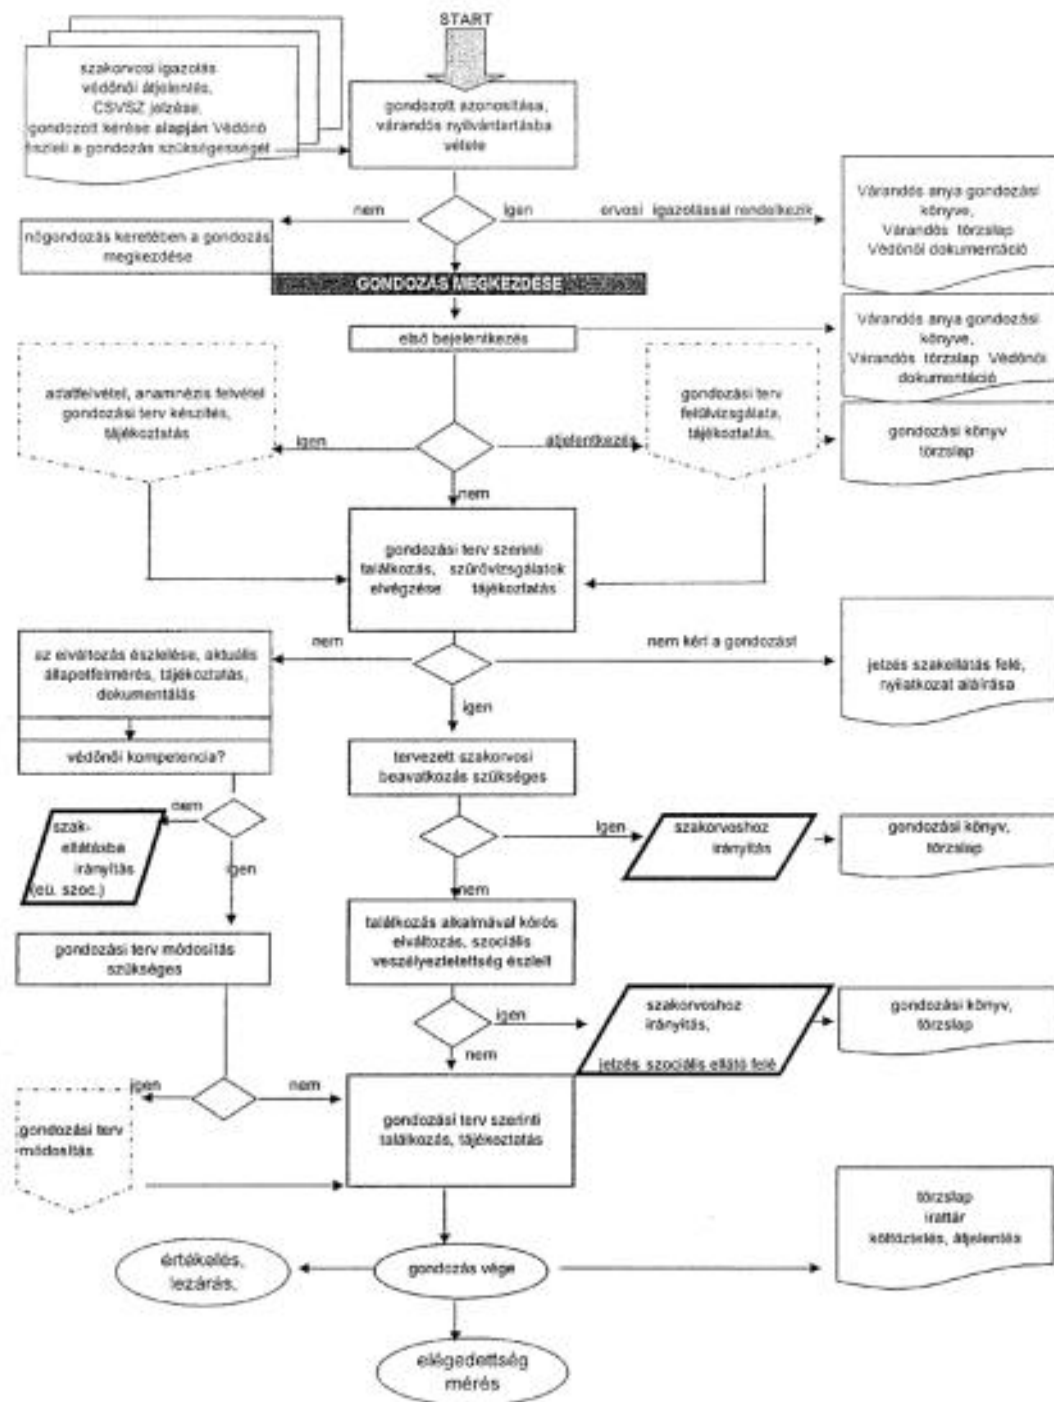 START
szakorvosi igazolás
védőnői átjelentés,
CSVSZ jelzése,
gondozott kérése alapján Védőnő
észleli a gondozás szükségességét
gondozott azonosítása,
várandós nyilvántartásba
vétele
nem
igen
orvosi igazolással rendelkezik
Várandós anya gondozási
könyve,
Várandós törzslap
Védőnői dokumentáció
nőgondozás keretében a gondozás
megkezdése
GONDOZÁS MEGKEZDÉSE
első bejelentkezés
Várandós anya gondozási
könyve,
Várandós törzslap Védőnői
dokumentáció
adatfelvétel, anamnézis felvétel
gondozási terv készítés,
tájékoztatás
igen
átjelentkezés
gondozási terv
felülvizsgálata,
tájékoztatás,
gondozási könyv
törzslap
nem
gondozási terv szerinti
találkozás, szűrővizsgálatok
elvégzése tájékoztatás
nem
nem kéri a gondozást
az elváltozás észlelése, aktuális
állapotfelmérés, tájékoztatás,
dokumentálás
jelzés szakellátás felé,
nyilatkozat aláírása
igen
védőnői kompetencia?
tervezett szakorvosi
beavatkozás szükséges
nem
szak-
ellátásba
irányítás
(eü. szoc.)
igen
igen
szakorvoshoz
irányítás
gondozási könyv,
törzslap
nem
találkozás alkalmával kórós
elváltozás, szociális
veszélyeztetettség észlelt
gondozási terv módosítás
szükséges
igen
szakorvoshoz
irányítás,
jelzés szociális ellátó felé
gondozási könyv,
törzslap
nem
igen
nem
gondozási terv
módosítás
gondozási terv szerinti
találkozás, tájékoztatás
törzslap
irattár
költöztetés, átjelentés
értékelés,
lezárás,
gondozás vége
elégedettség
mérés